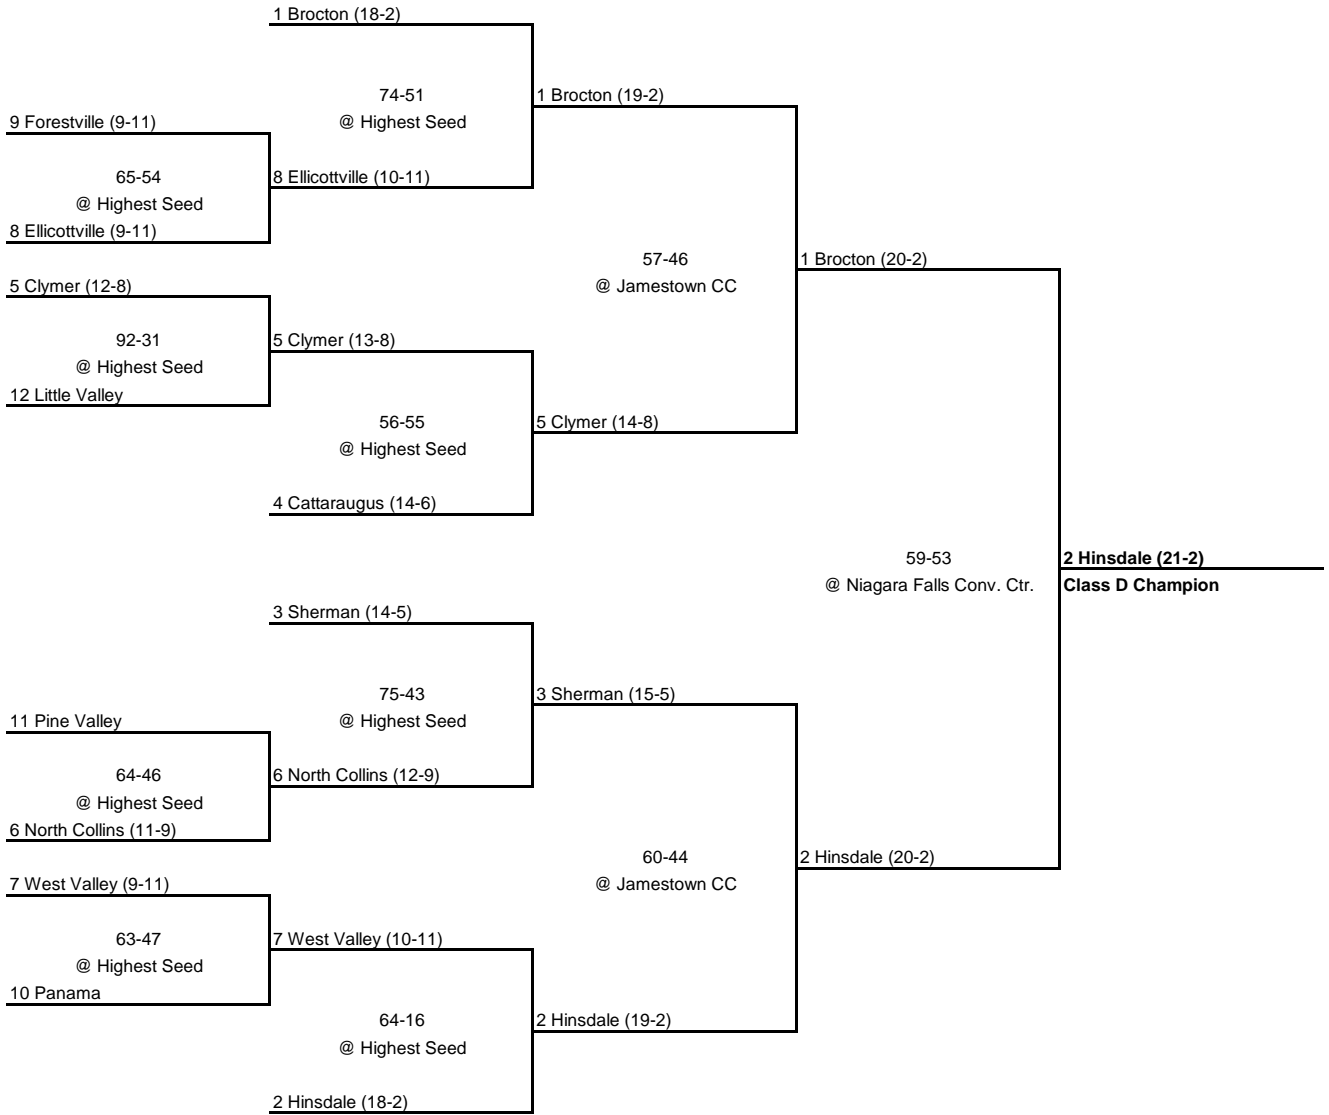 1 Brocton (18-2)
74-51
@ Highest Seed
1 Brocton (19-2)
9 Forestville (9-11)
65-54
@ Highest Seed
8 Ellicottville (10-11)
8 Ellicottville (9-11)
57-46
@ Jamestown CC
1 Brocton (20-2)
5 Clymer (12-8)
92-31
@ Highest Seed
5 Clymer (13-8)
12 Little Valley
56-55
@ Highest Seed
5 Clymer (14-8)
4 Cattaraugus (14-6)
59-53
@ Niagara Falls Conv. Ctr.
2 Hinsdale (21-2)
Class D Champion
3 Sherman (14-5)
75-43
@ Highest Seed
3 Sherman (15-5)
11 Pine Valley
64-46
@ Highest Seed
6 North Collins (12-9)
6 North Collins (11-9)
60-44
@ Jamestown CC
2 Hinsdale (20-2)
7 West Valley (9-11)
63-47
@ Highest Seed
7 West Valley (10-11)
10 Panama
64-16
@ Highest Seed
2 Hinsdale (19-2)
2 Hinsdale (18-2)